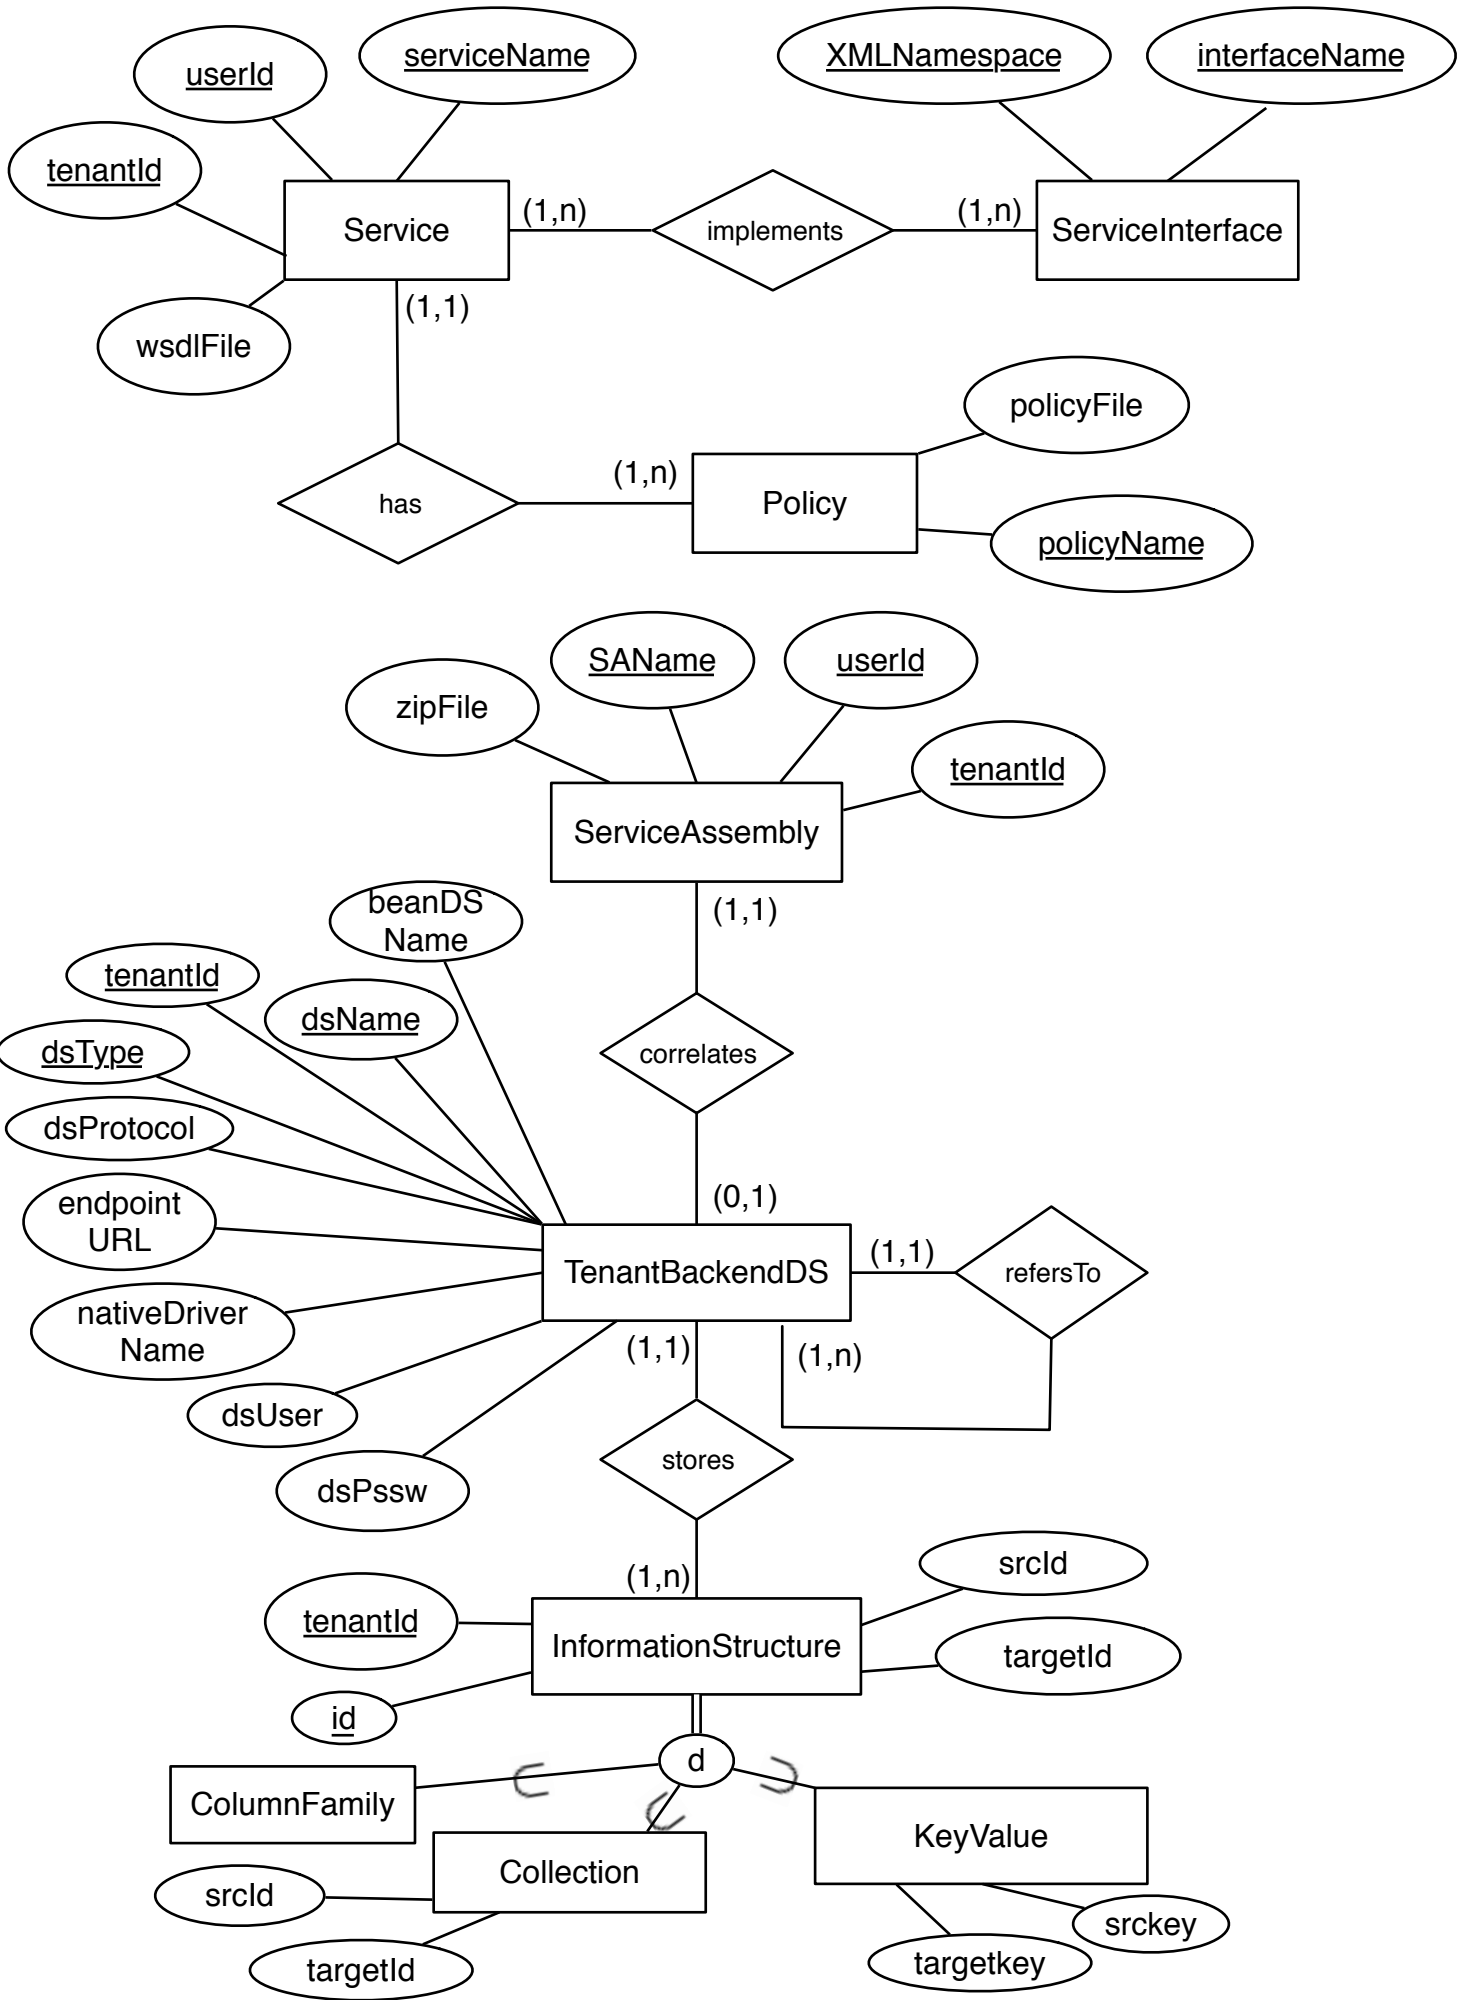 serviceName
XMLNamespace
interfaceName
userId
tenantId
Service
(1,n)
implements
(1,n)
ServiceInterface
(1,1)
wsdlFile
policyFile
(1,n)
has
Policy
policyName
SAName
userId
zipFile
tenantId
ServiceAssembly
beanDS
Name
(1,1)
tenantId
dsName
dsType
correlates
dsProtocol
endpoint
URL
(0,1)
TenantBackendDS
(1,1)
refersTo
nativeDriver
Name
(1,1)
(1,n)
dsUser
stores
dsPssw
srcId
(1,n)
tenantId
InformationStructure
targetId
id
d
ColumnFamily
KeyValue
Collection
srcId
srckey
targetId
targetkey